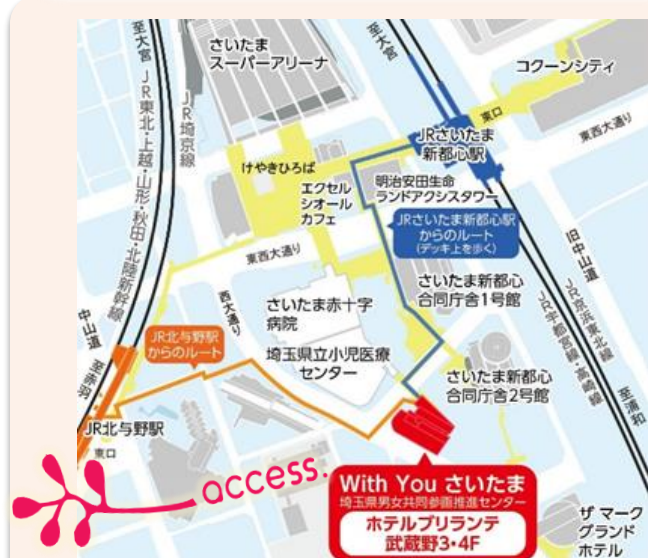 至大宮
さいたま
スーパーアリーナ
至大宮
コクーンシティ
JR埼京線
JR東北・上越・山形・秋田・北陸新幹線
東口
JRさいたま
新都心駅
東西大通り
けやきひろば
エクセル
シオール
カフェ
明治安田生命
ランドアクシスタワー
JRさいたま新都心駅
からのルート
(デッキ上を歩く)
東西大通り
旧中山道
西大通り
さいたま赤十字
病院
さいたま新都心
合同庁舎1号館
JR京浜東北線
JR宇都宮線・高崎線
中山道
至赤羽
JR北与野駅
からのルート
埼玉県立小児医療
センター
さいたま新都心
合同庁舎2号館
至浦和
JR北与野駅
東口
access.
With You さいたま
埼玉県男女共同参画推進センター
ホテルブリランテ
武蔵野3・4F
ザ マーク
グランド
ホテル